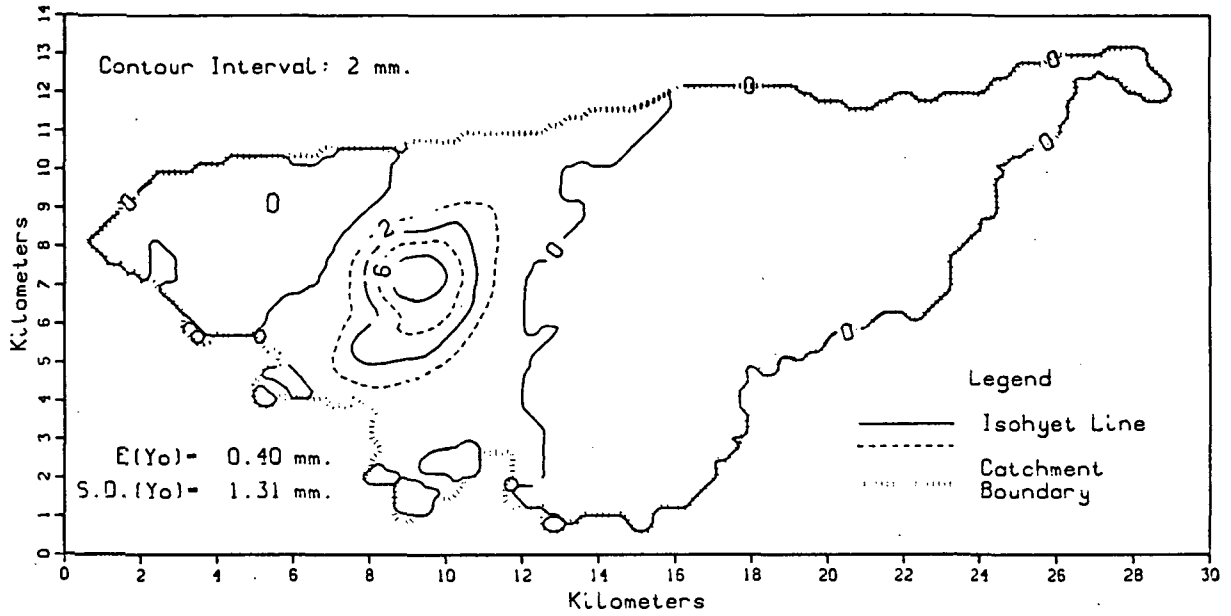 Contour Interval: 2 mm.
14
13
12
11
10
9
8
7
6
5
4
3
2
1
0
Kilometers
0
0
0
0
0
0
0
2
6
E(Yo)= 0.40 mm.
S.D.(Yo)= 1.31 mm.
Legend
Isohyet Line
Catchment
Boundary
0 2 4 6 8 10 12 14 16 18 20 22 24 26 28 30
Kilometers